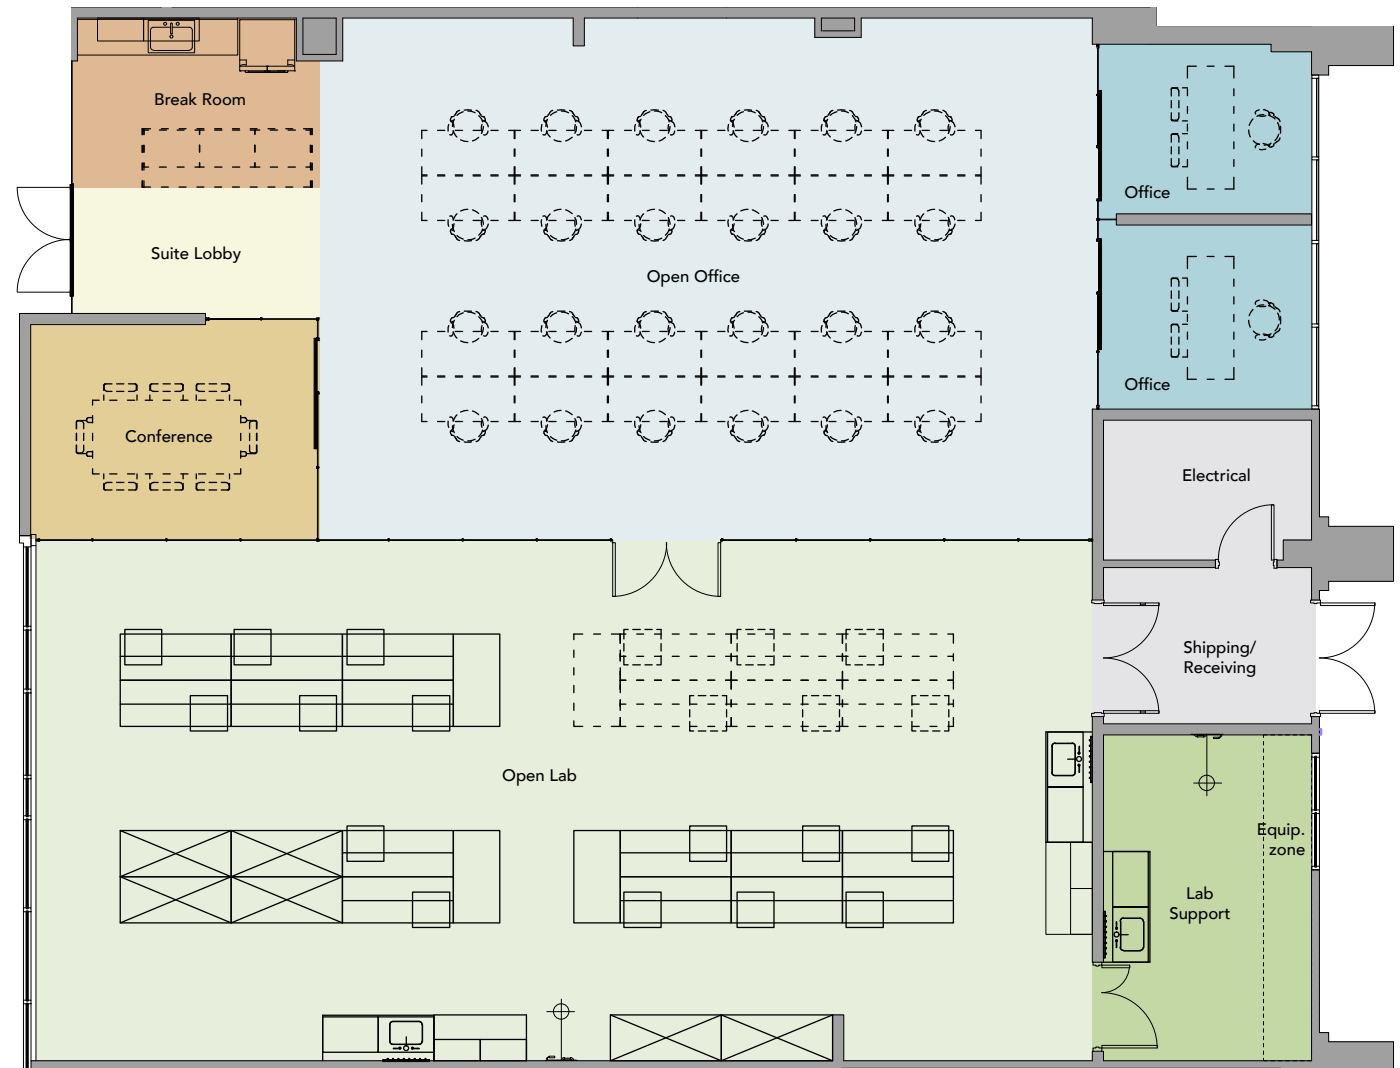 Break Room
Office
Suite Lobby
Open Office
Office
Conference
Electrical
Shipping/
Receiving
Open Lab
Equip.
zone
Lab
Support